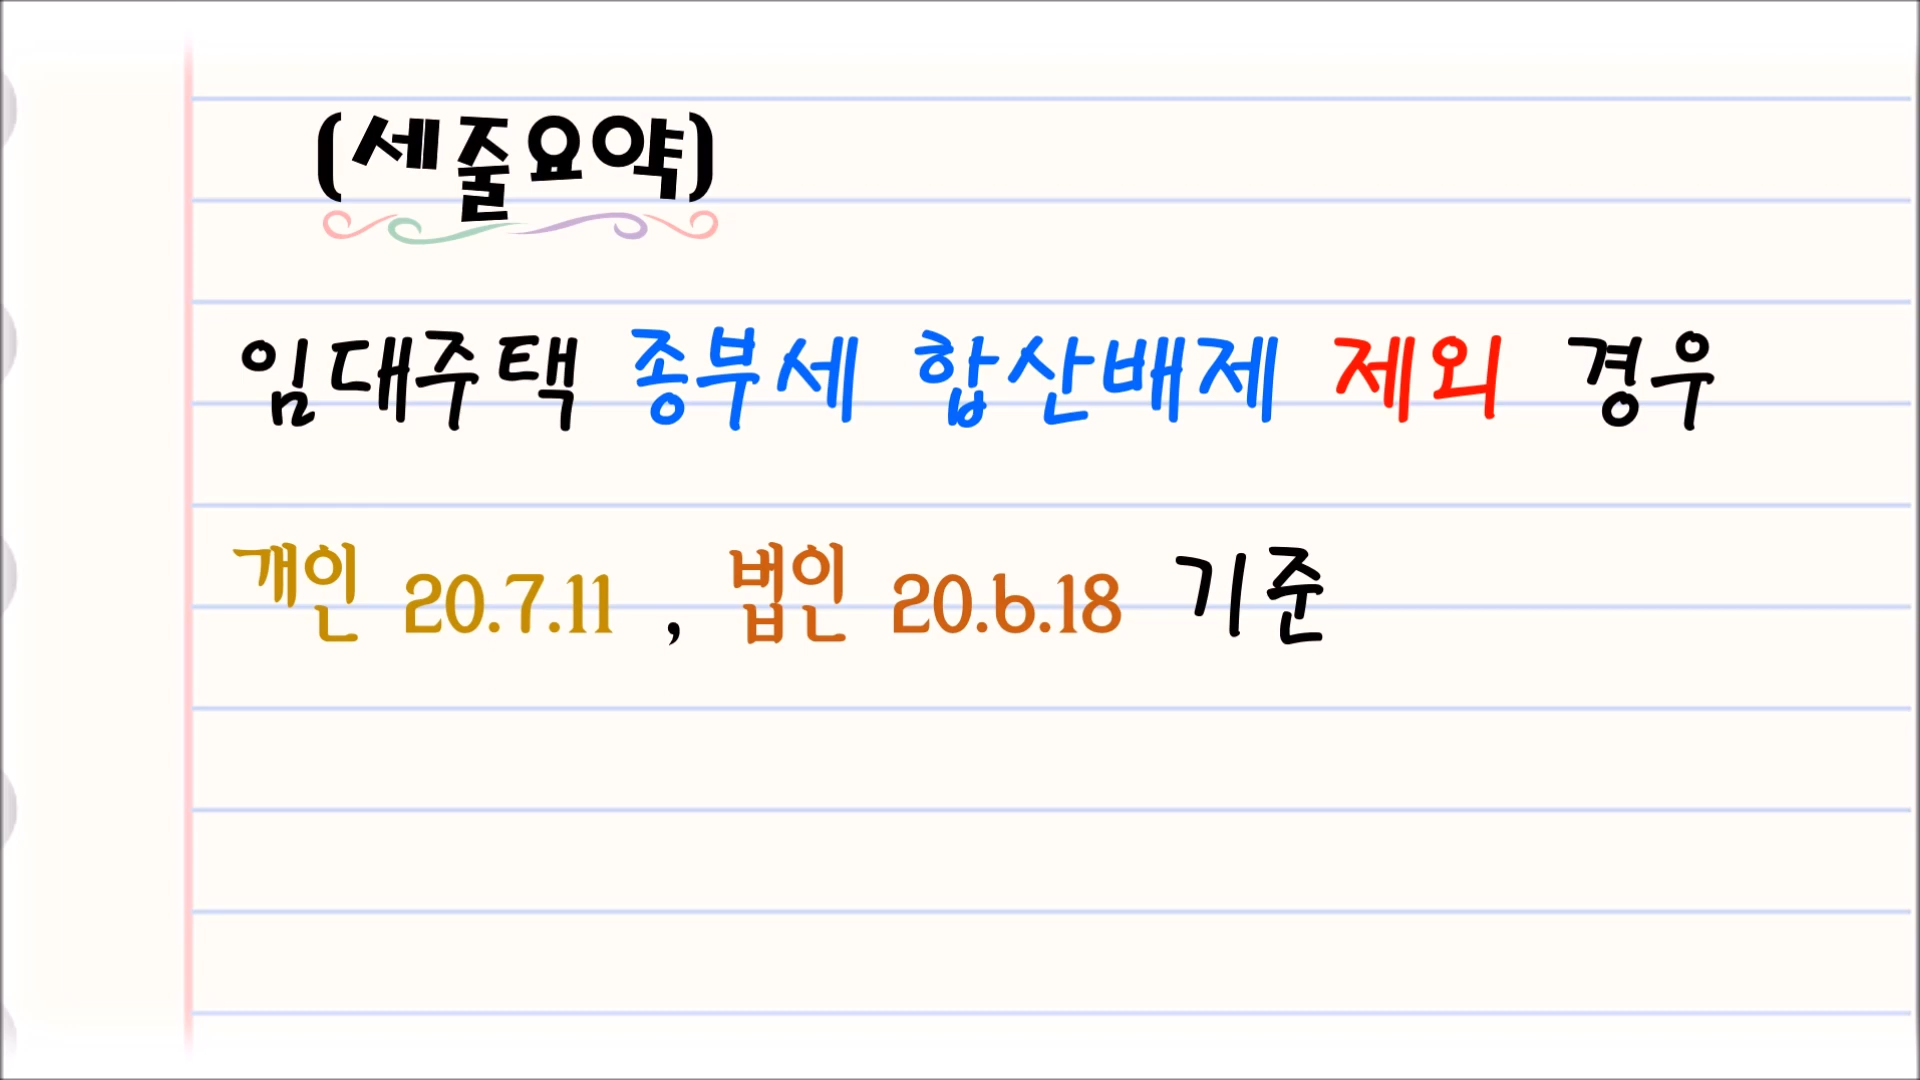 (세줄요약)
임대주택 종부세 합산배제 제외 경우
개인 20.7.11 , 법인 20.6.18 기준